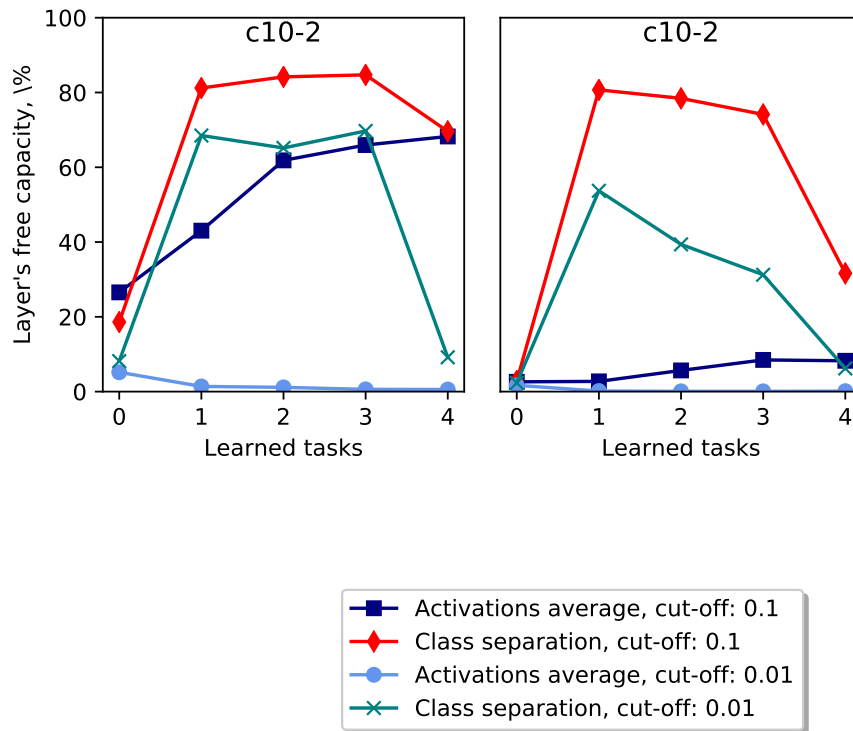 c10-2
c10-2
Layer's free capacity, \%
100
80
60
40
20
0
0 1 2 3 4
0 1 2 3 4
Learned tasks
Learned tasks
Activations average, cut-off: 0.1
Class separation, cut-off: 0.1
Activations average, cut-off: 0.01
Class separation, cut-off: 0.01